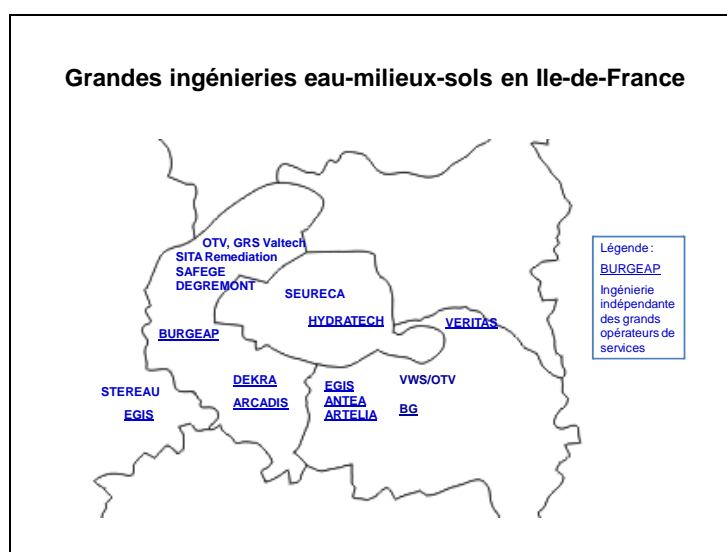 Grandes ingénieries eau-milieux-sols en Ile-de-France
OTV, GRS Valtech
SITA Remediation
SAFEGE
DEGREMONT
SEURECA
HYDRATECH
VERITAS
BURGEAP
DEKRA
ARCADIS
STEREAU
EGIS
EGIS
ANTEA
ARTELIA
VWS/OTV
BG
Légende :
BURGEAP
Ingénierie
indépendante
des grands
opérateurs de
services